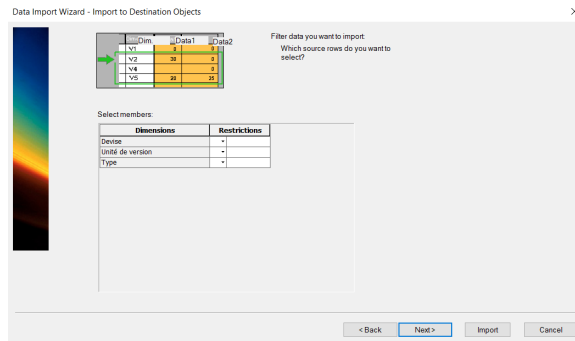 Data Import Wizard - Import to Destination Objects
Dim. Data1 Data2
V1 0 0
V2 30 0
V4 0
V5 20 35
Filter data you want to import
Which source rows do you want to
select?
Select members:
Dimensions Restrictions
Devise
Unité de version
Type
< Back Next > Import Cancel